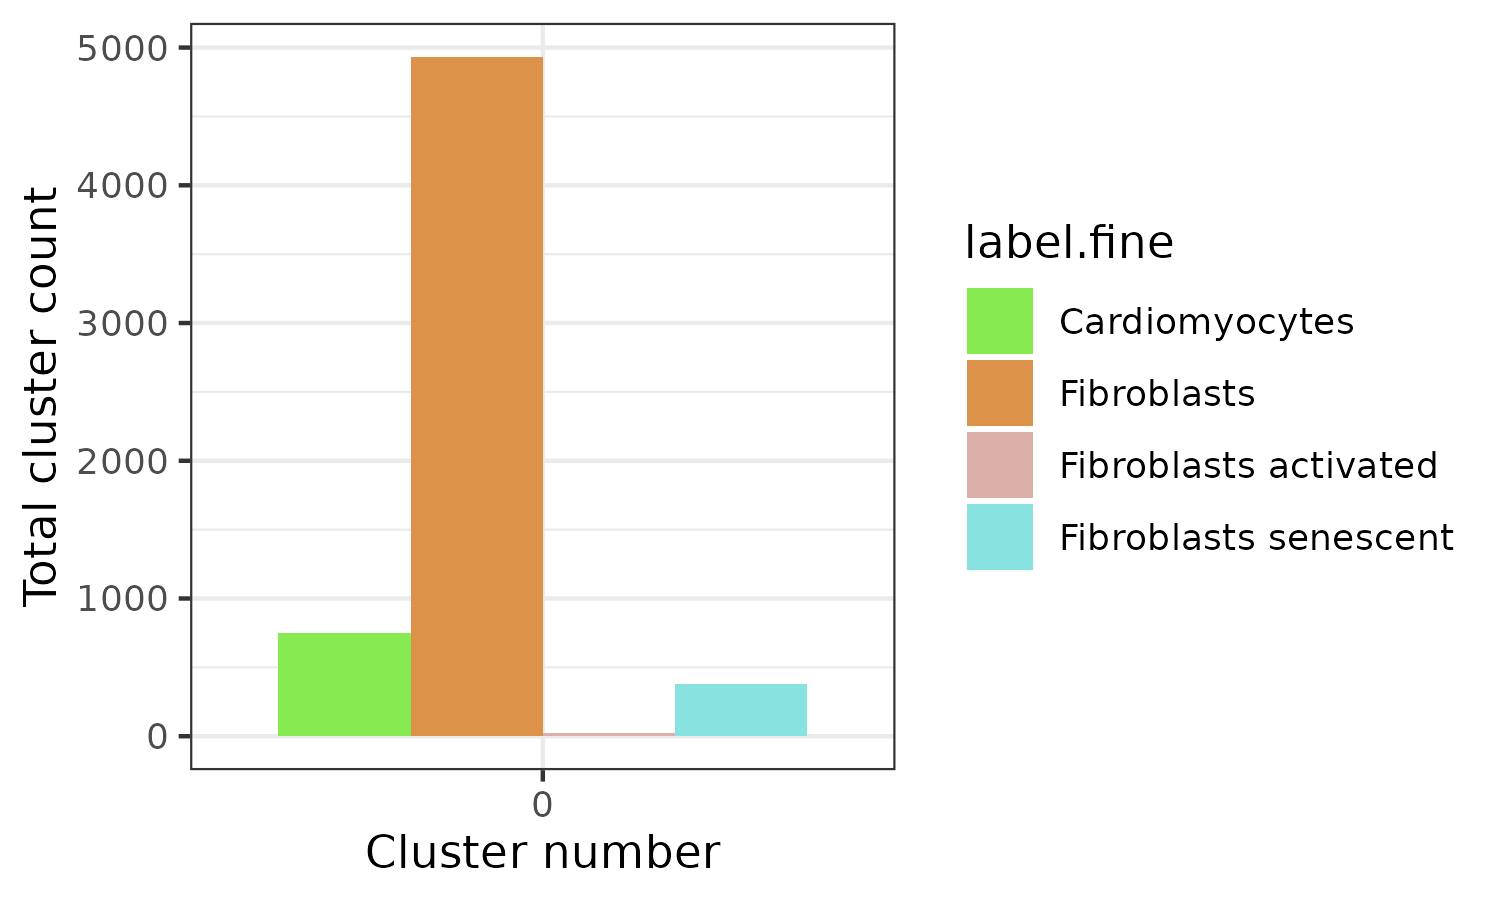 5000
4000
3000
2000
1000
0
Total cluster count
0
Cluster number
label.fine
Cardiomyocytes
Fibroblasts
Fibroblasts activated
Fibroblasts senescent